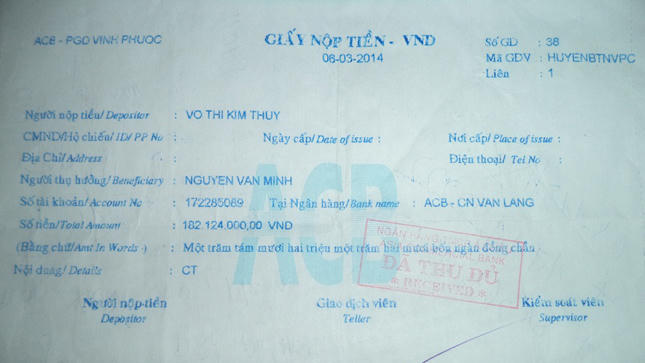 ACB - PGD VINH PHUOC
GIẤY NỘP TIỀN - VND
06-03-2014
Số GD : 38
Mã GDV : HUYENBTNVPC
Liên : 1
Người nộp tiền/ Depositor : VO THI KIM THUY
CMND/Hộ chiếu/ ID/ PP No : Ngày cấp/ Date of issue : Nơi cấp/ Place of issue :
Địa Chỉ/ Address : Điện thoại/ Tel No :
Người thụ hưởng/ Beneficiary : NGUYEN VAN MINH
Số tài khoản/ Account No : 172285089 Tại Ngân hàng/ Bank name : ACB - CN VAN LANG
Số tiền/Total Amount : 182,124,000.00 VND
(Bằng chữ/Amt In Words -) : Một trăm tám mươi hai triệu một trăm hai mươi bốn ngàn đồng chẵn
Nội dung/ Details : CT
ACB
NGÂN HÀNG
BANK
ĐÃ THU ĐỦ
* RECEIVED *
Người nộp tiền Giao dịch viên Kiểm soát viên
Depositor Teller Supervisor